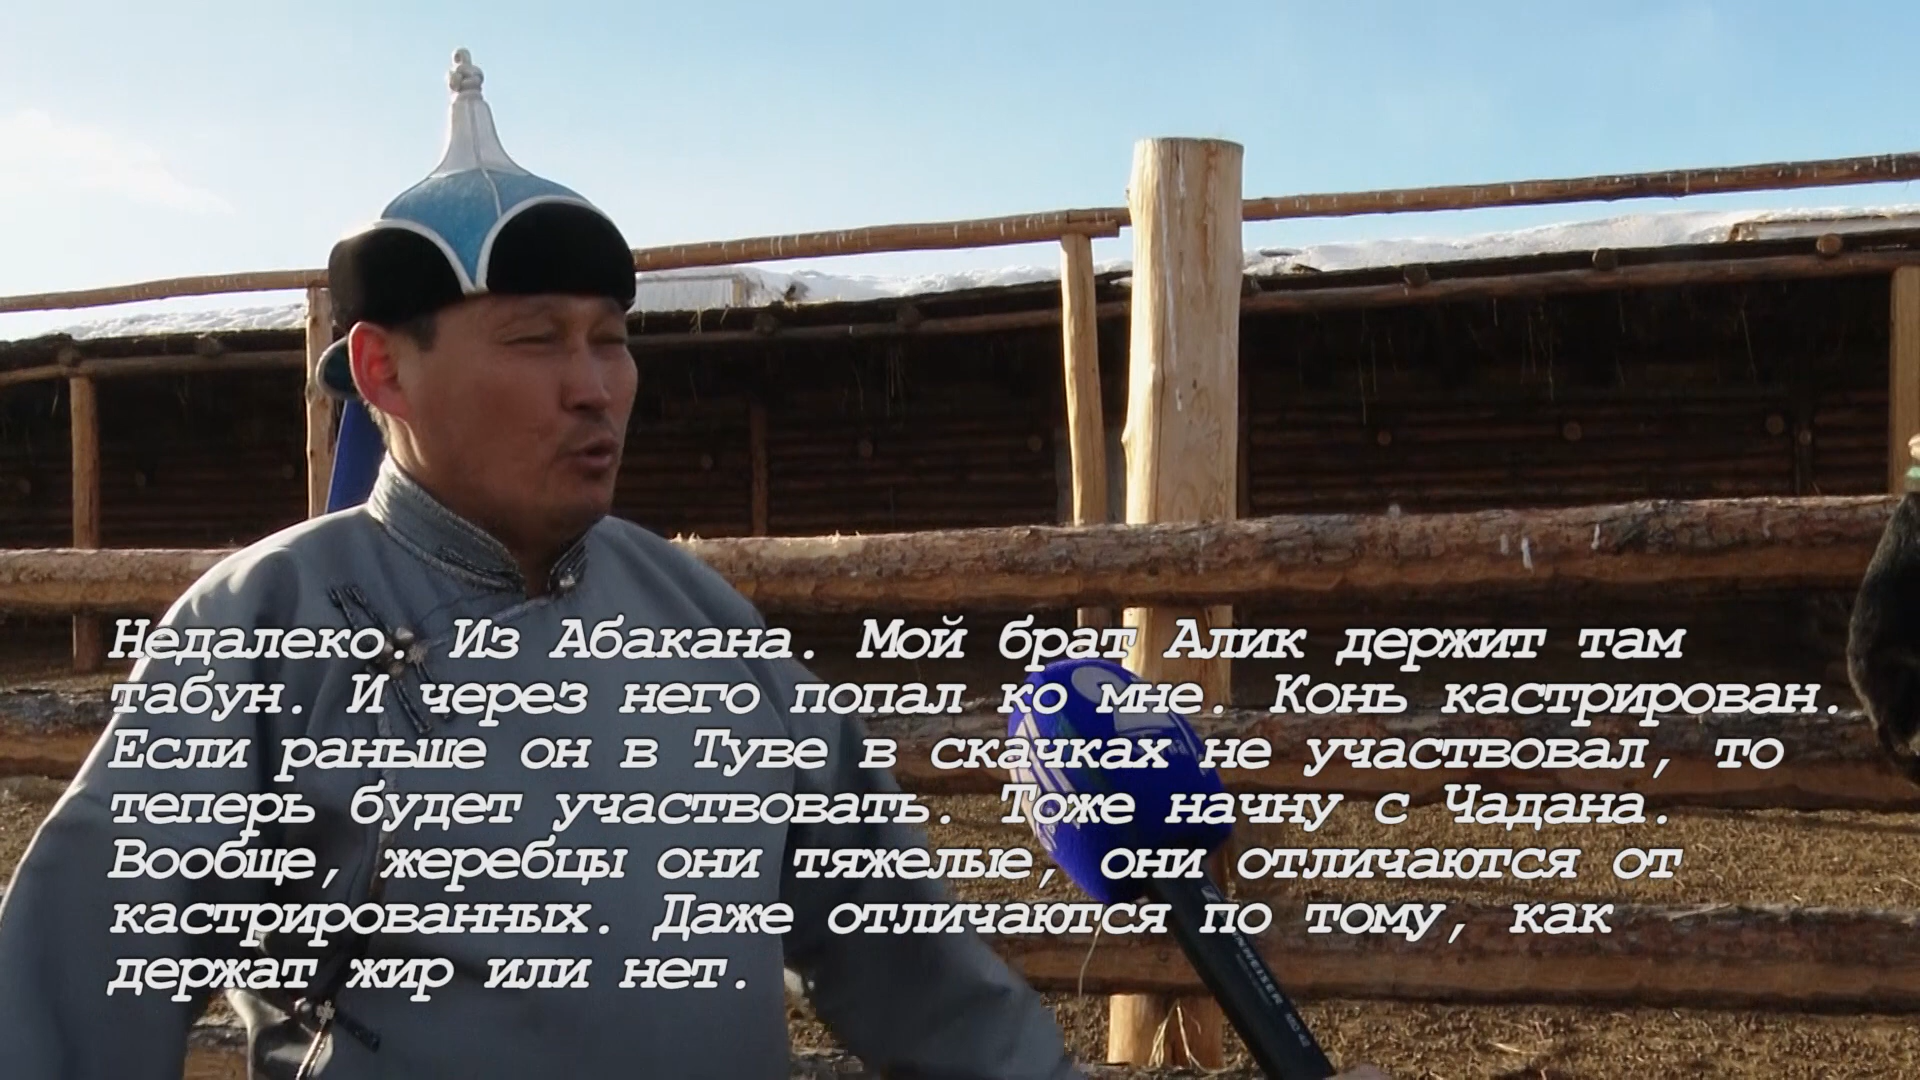 Недалеко. Из Абакана. Мой брат Алик держит там
табун. И через него попал ко мне. Конь кастрирован.
Если раньше он в Туве в скачках не участвовал, то
теперь будет участвовать. Тоже начну с Чадана.
Вообще, жеребцы они тяжелые, они отличаются от
кастрированных. Даже отличаются по тому, как
держат жир или нет.